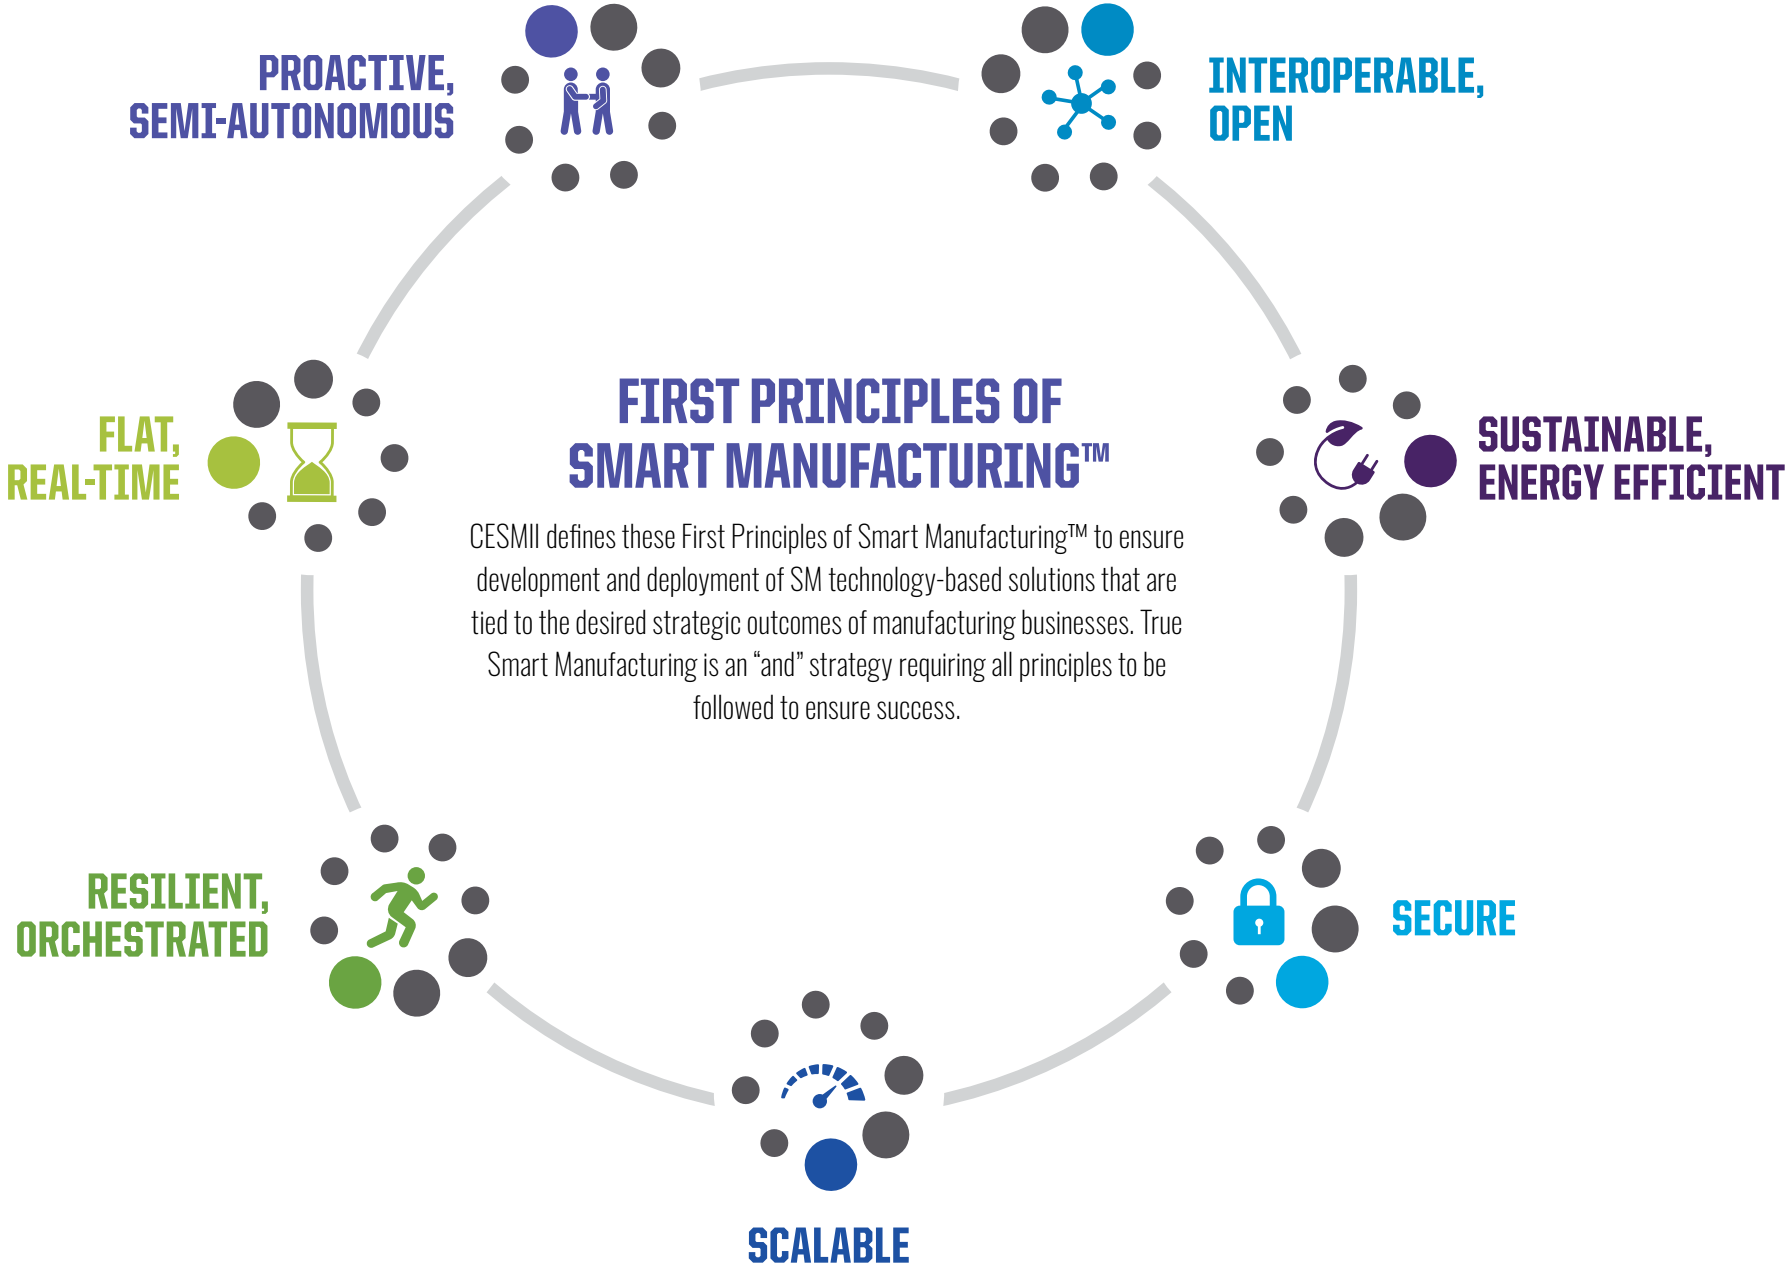 PROACTIVE,
SEMI-AUTONOMOUS
INTEROPERABLE,
OPEN
FLAT,
REAL-TIME
FIRST PRINCIPLES OF
SMART MANUFACTURING™
CESMII defines these First Principles of Smart Manufacturing™ to ensure
development and deployment of SM technology-based solutions that are
tied to the desired strategic outcomes of manufacturing businesses. True
Smart Manufacturing is an “and” strategy requiring all principles to be
followed to ensure success.
SUSTAINABLE,
ENERGY EFFICIENT
RESILIENT,
ORCHESTRATED
SECURE
SCALABLE